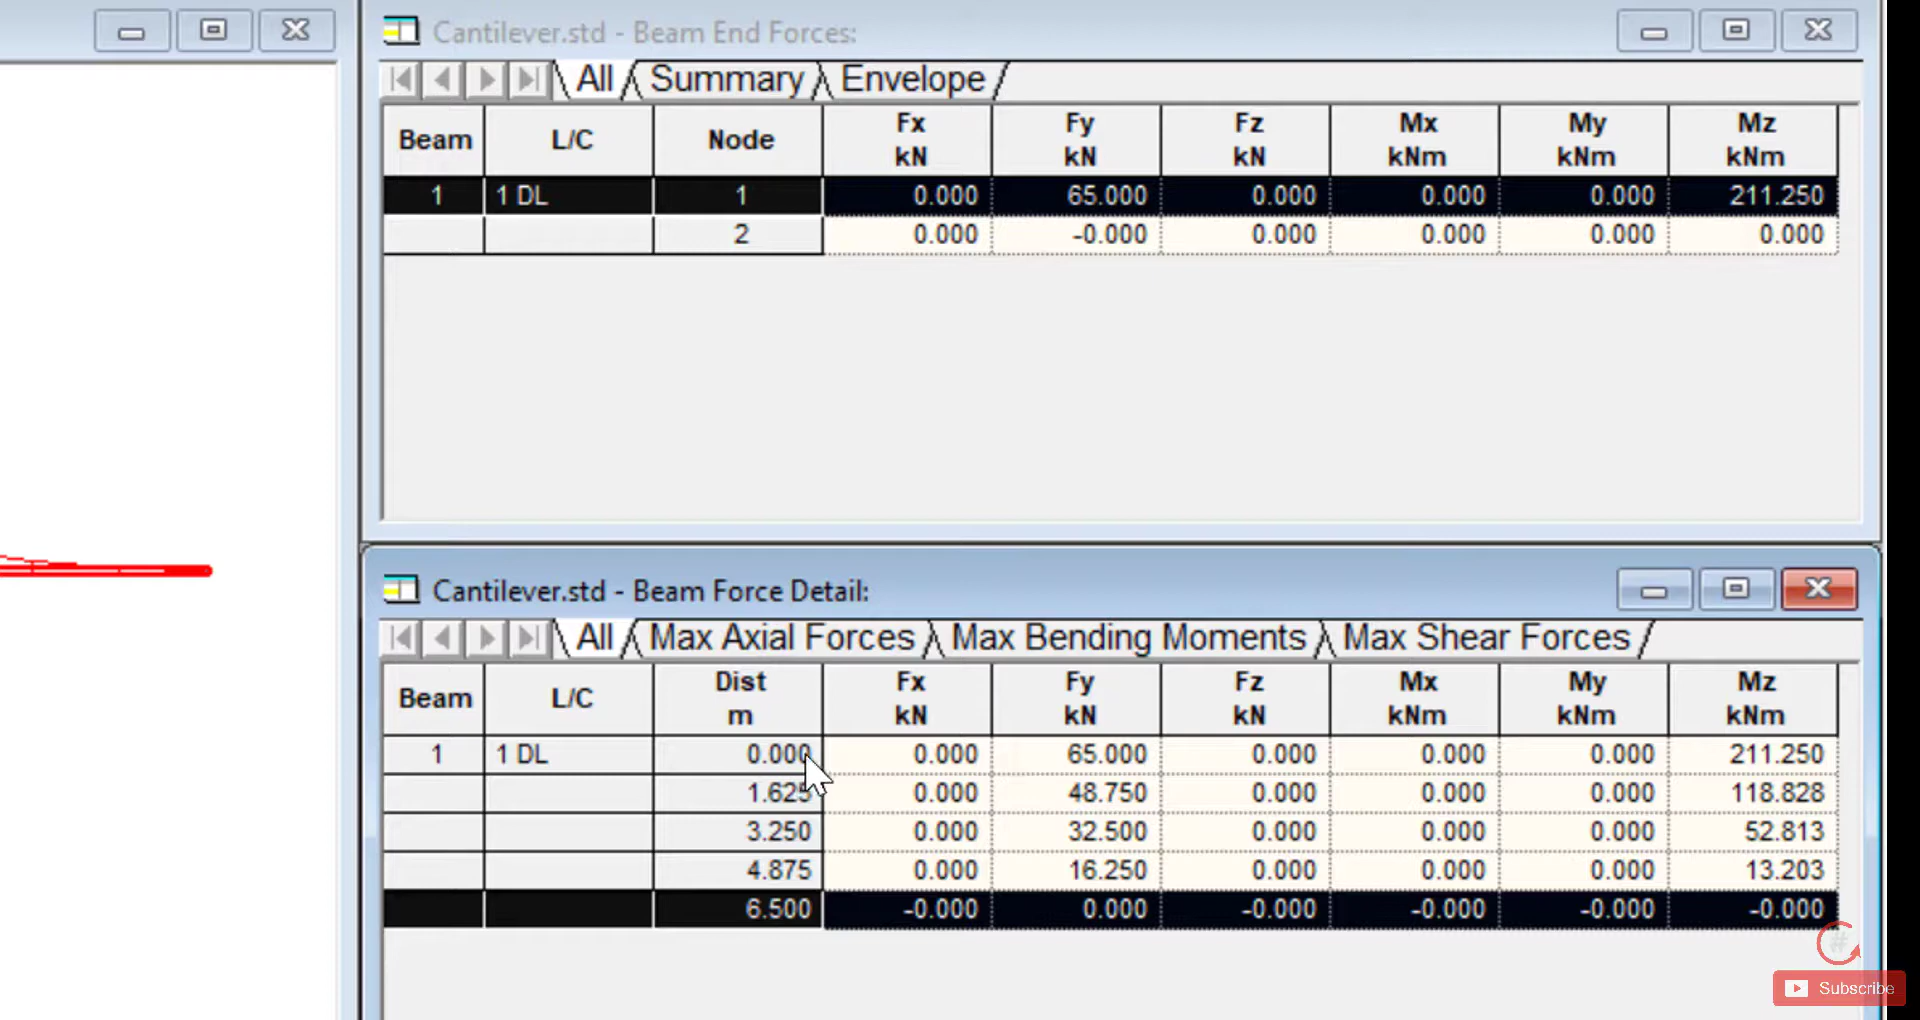 Cantilever.std - Beam End Forces:
All Summary Envelope
Beam L/C Node Fx kN Fy kN Fz kN Mx kNm My kNm Mz kNm
1 1 DL 1 0.000 65.000 0.000 0.000 0.000 211.250
2 0.000 -0.000 0.000 0.000 0.000 0.000
Cantilever.std - Beam Force Detail:
All Max Axial Forces Max Bending Moments Max Shear Forces
Beam L/C Dist m Fx kN Fy kN Fz kN Mx kNm My kNm Mz kNm
1 1 DL 0.000 0.000 65.000 0.000 0.000 0.000 211.250
1.625 0.000 48.750 0.000 0.000 0.000 118.828
3.250 0.000 32.500 0.000 0.000 0.000 52.813
4.875 0.000 16.250 0.000 0.000 0.000 13.203
6.500 -0.000 0.000 -0.000 -0.000 -0.000 -0.000
#
Subscribe